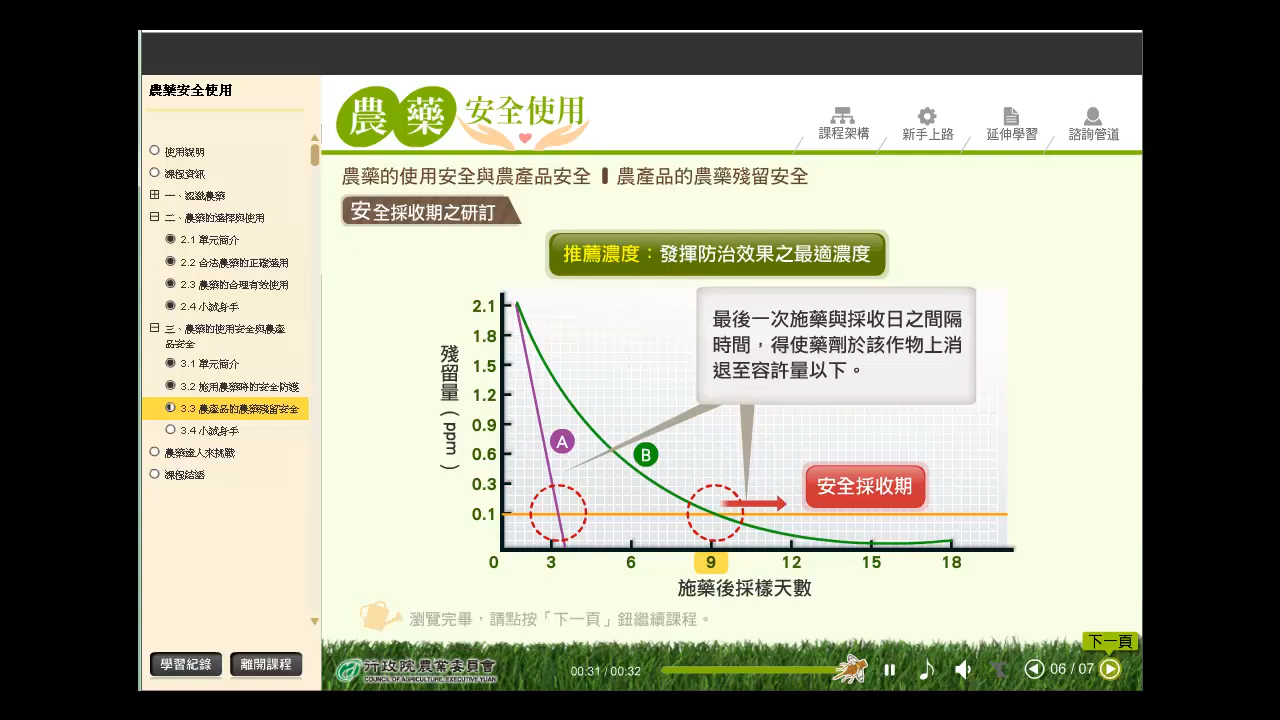 農藥安全使用
使用說明
課程資訊
一、認識農藥
二、農藥的選擇與使用
2.1 單元簡介
2.2 合法農藥的正確選用
2.3 農藥的合理有效使用
2.4 小試身手
三、農藥的使用安全與農產
品安全
3.1 單元簡介
3.2 施用農藥時的安全防護
3.3 農產品的農藥殘留安全
3.4 小試身手
農藥達人來挑戰
課程結語
學習紀錄
離開課程
農藥安全使用
課程架構
新手上路
延伸學習
諮詢管道
農藥的使用安全與農產品安全 農產品的農藥殘留安全
安全採收期之研訂
推薦濃度：發揮防治效果之最適濃度
最後一次施藥與採收日之間隔
時間，得使藥劑於該作物上消
退至容許量以下。
殘留量(ppm)
2.1
1.8
1.5
1.2
0.9
0.6
0.3
0.1
A
B
安全採收期
0 3 6 9 12 15 18
施藥後採樣天數
瀏覽完畢，請點按「下一頁」鈕繼續課程。
下一頁
行政院農業委員會
COUNCIL OF AGRICULTURE, EXECUTIVE YUAN
00:31 / 00:32
06 / 07